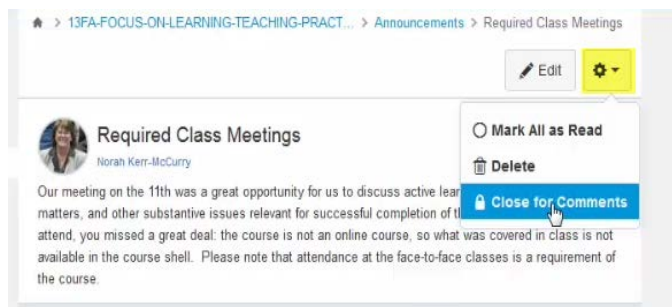 > 13FA-FOCUS-ON-LEARNING-TEACHING-PRACT... > Announcements > Required Class Meetings
Edit
Required Class Meetings
Norah Kerr-McCurry
Mark All as Read
Delete
Close for Comments
Our meeting on the 11th was a great opportunity for us to discuss active lear
matters, and other substantive issues relevant for successful completion of t
attend, you missed a great deal: the course is not an online course, so what was covered in class is not
available in the course shell. Please note that attendance at the face-to-face classes is a requirement of
the course.